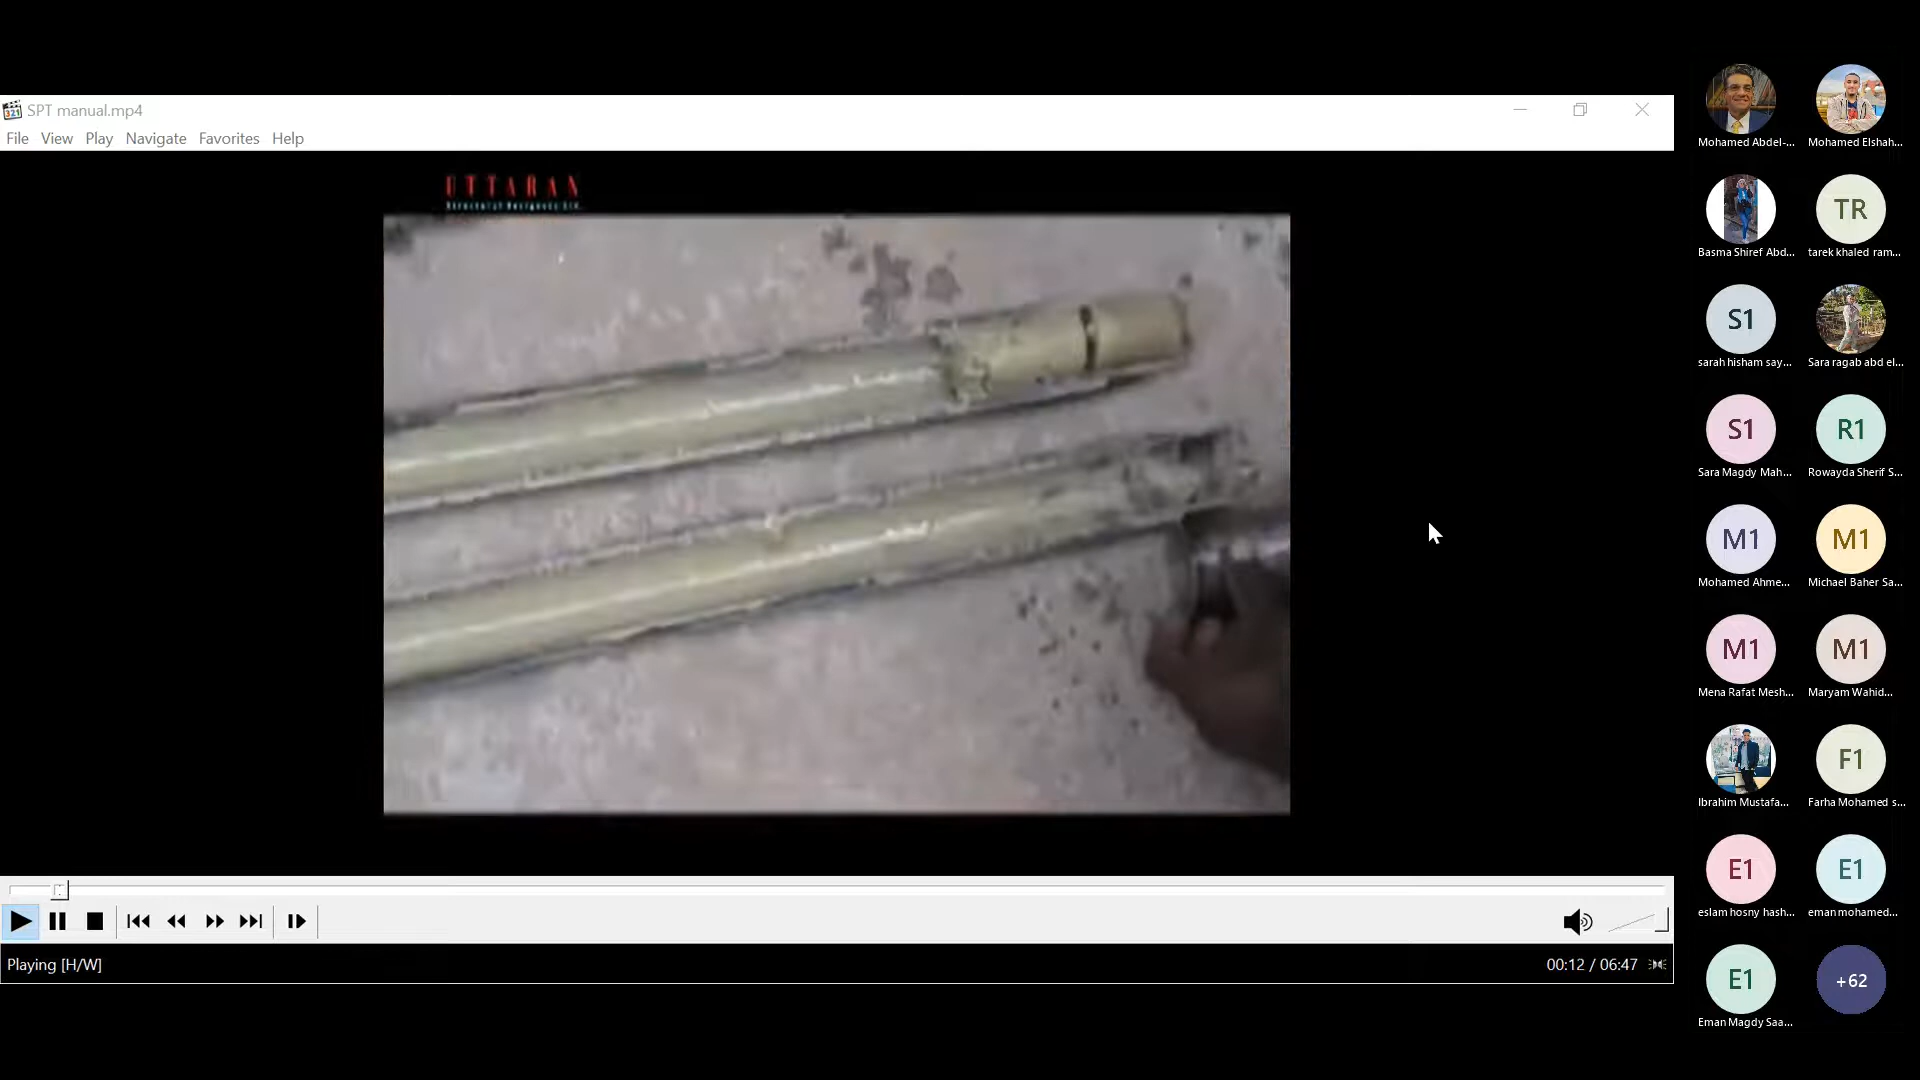 SPT manual.mp4
File View Play Navigate Favorites Help
UTTARAN
Structural Designers Ltd.
Playing [H/W]
00:12 / 06:47
Mohamed Abdel-...
Mohamed Elshah...
Basma Shiref Abd...
TR
tarek khaled ram...
S1
sarah hisham say...
Sara ragab abd el...
S1
Sara Magdy Mah...
R1
Rowayda Sherif S...
M1
Mohamed Ahme...
M1
Michael Baher Sa...
M1
Mena Rafat Mesh...
M1
Maryam Wahid...
Ibrahim Mustafa...
F1
Farha Mohamed s...
E1
eslam hosny hash...
E1
eman mohamed...
E1
Eman Magdy Saa...
+62